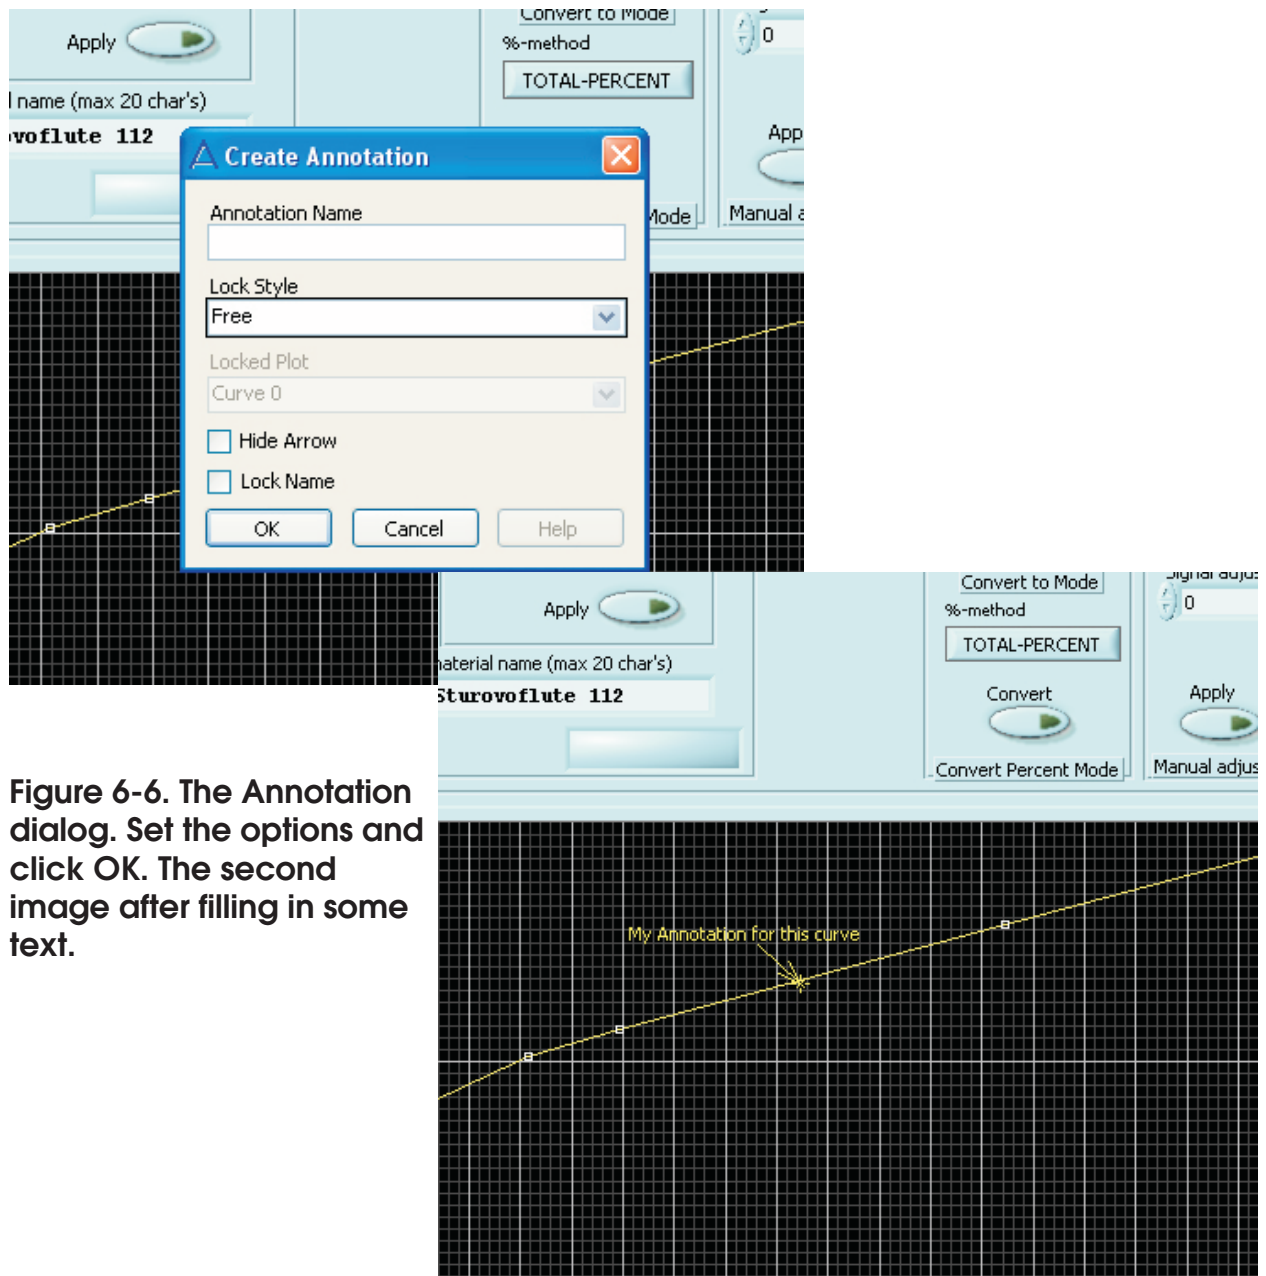 Convert to Mode
Apply
%-method
0
TOTAL-PERCENT
l name (max 20 char's)
voflute 112
App
Create Annotation
Annotation Name
Mode
Manual a
Lock Style
Free
Locked Plot
Curve 0
Hide Arrow
Lock Name
OK
Cancel
Help
Signal adjus
Convert to Mode
Apply
%-method
0
TOTAL-PERCENT
material name (max 20 char's)
Sturovoflute 112
Convert
Apply
Convert Percent Mode
Manual adjus
Figure 6-6. The Annotation
dialog. Set the options and
click OK. The second
image after filling in some
text.
My Annotation for this curve